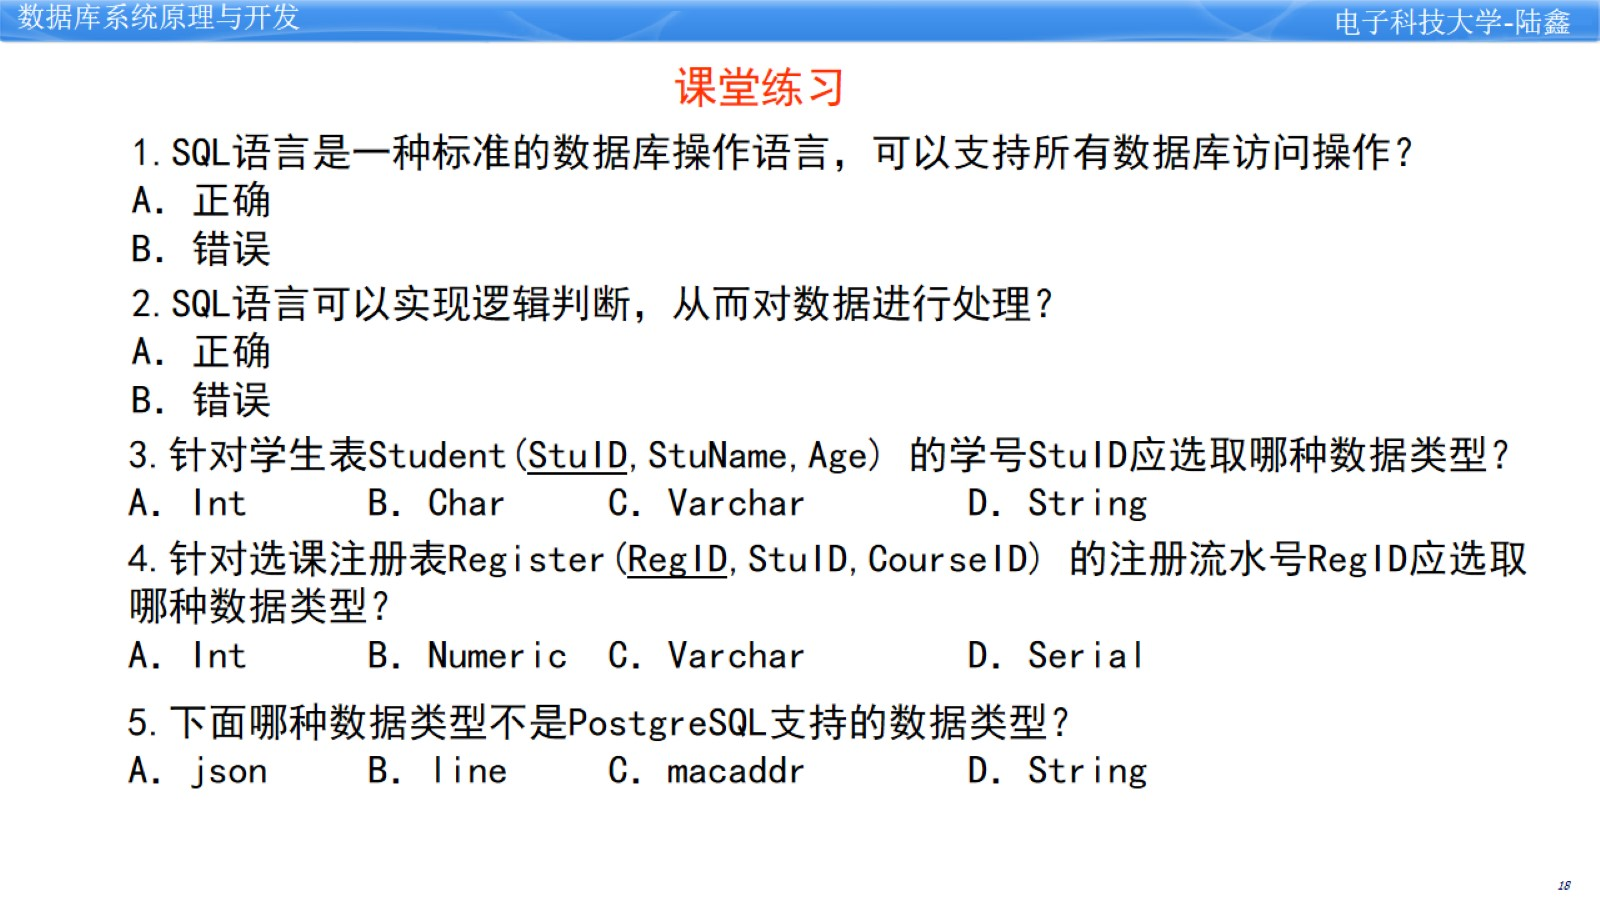 数据库系统原理与开发
电子科技大学-陆鑫
课堂练习
1.SQL语言是一种标准的数据库操作语言，可以支持所有数据库访问操作?
A. 正确
B. 错误
2.SQL语言可以实现逻辑判断，从而对数据进行处理?
A. 正确
B. 错误
3.针对学生表Student(StuID,StuName,Age) 的学号StuID应选取哪种数据类型?
A. Int B. Char C. Varchar D. String
4.针对选课注册表Register(RegID,StuID,CourseID) 的注册流水号RegID应选取
哪种数据类型?
A. Int B. Numeric C. Varchar D. Serial
5.下面哪种数据类型不是PostgreSQL支持的数据类型?
A. json B. line C. macaddr D. String
18